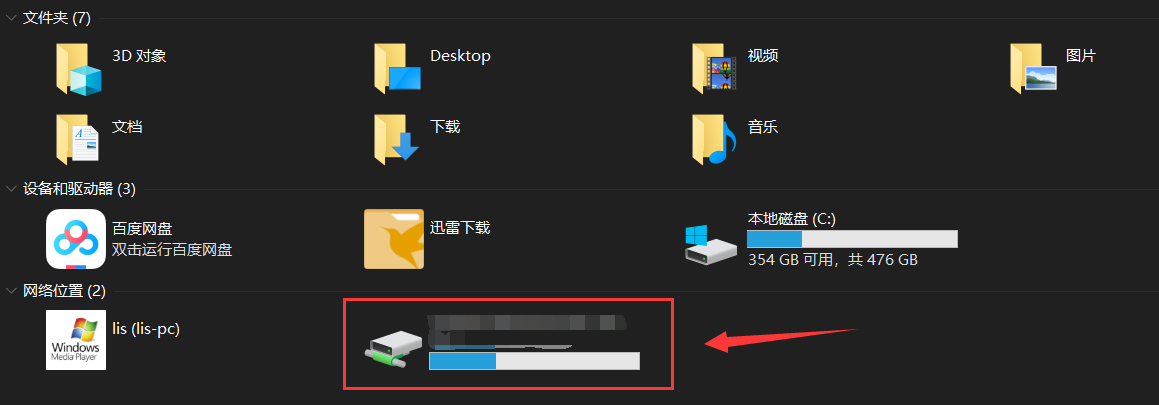 文件夹 (7)
3D 对象
Desktop
视频
图片
文档
下载
音乐
设备和驱动器 (3)
百度网盘
双击运行百度网盘
迅雷下载
本地磁盘 (C:)
354 GB 可用，共 476 GB
网络位置 (2)
lis (lis-pc)
Windows
Media Player